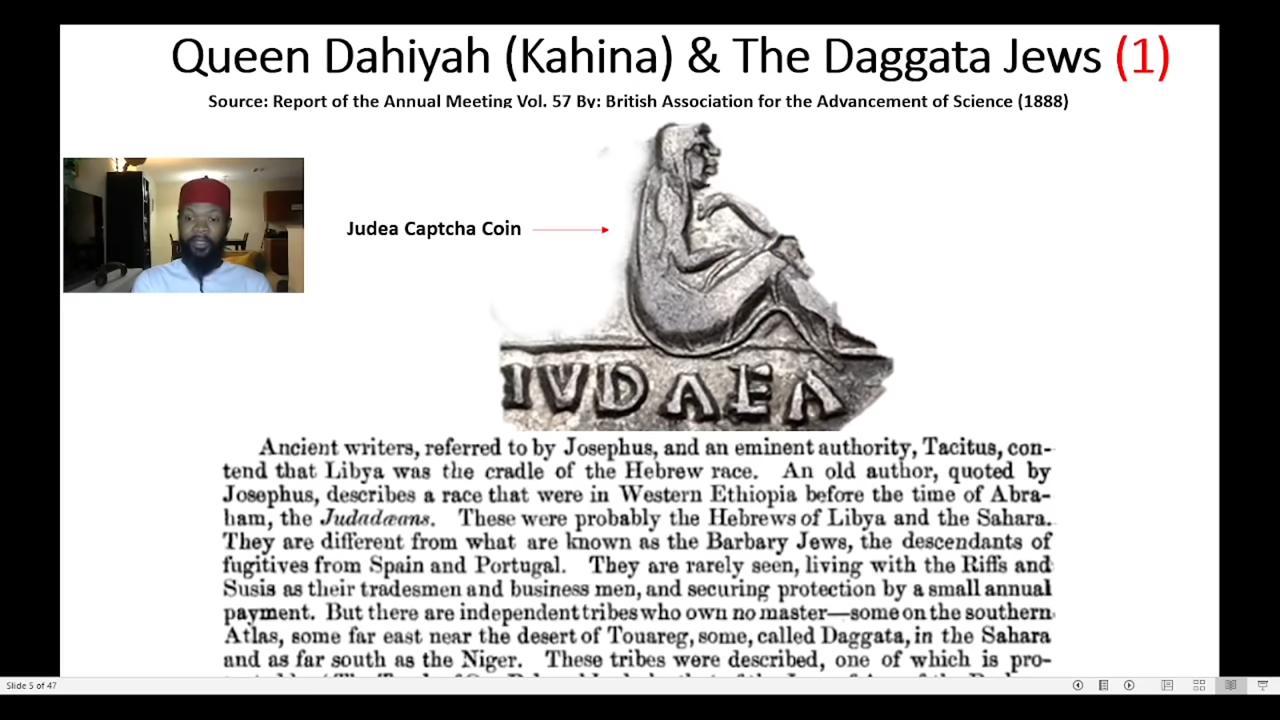 Queen Dahiyah (Kahina) & The Daggata Jews (1)
Source: Report of the Annual Meeting Vol. 57 By: British Association for the Advancement of Science (1888)
Judea Captcha Coin
IVDAEA
Ancient writers, referred to by Josephus, and an eminent authority, Tacitus, con-
tend that Libya was the cradle of the Hebrew race. An old author, quoted by
Josephus, describes a race that were in Western Ethiopia before the time of Abra-
ham, the Judadæans. These were probably the Hebrews of Libya and the Sahara.
They are different from what are known as the Barbary Jews, the descendants of
fugitives from Spain and Portugal. They are rarely seen, living with the Riffs and
Susis as their tradesmen and business men, and securing protection by a small annual
payment. But there are independent tribes who own no master—some on the southern
Atlas, some far east near the desert of Touareg, some, called Daggata, in the Sahara
and as far south as the Niger. These tribes were described, one of which is pro-
Slide 5 of 47